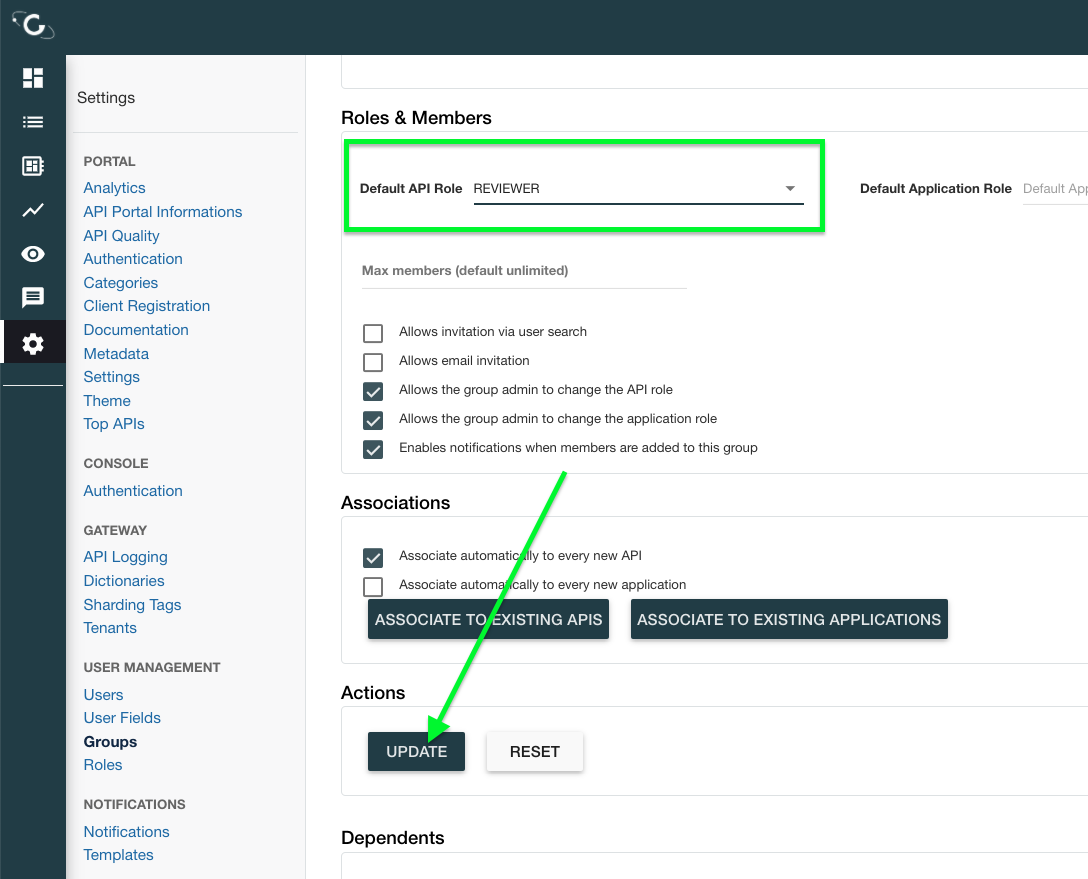 Settings
PORTAL
Analytics
API Portal Informations
API Quality
Authentication
Categories
Client Registration
Documentation
Metadata
Settings
Theme
Top APIs
CONSOLE
Authentication
GATEWAY
API Logging
Dictionaries
Sharding Tags
Tenants
USER MANAGEMENT
Users
User Fields
Groups
Roles
NOTIFICATIONS
Notifications
Templates
Roles & Members
Default API Role REVIEWER
Default Application Role Default App
Max members (default unlimited)
Allows invitation via user search
Allows email invitation
Allows the group admin to change the API role
Allows the group admin to change the application role
Enables notifications when members are added to this group
Associations
Associate automatically to every new API
Associate automatically to every new application
ASSOCIATE TO EXISTING APIS ASSOCIATE TO EXISTING APPLICATIONS
Actions
UPDATE RESET
Dependents